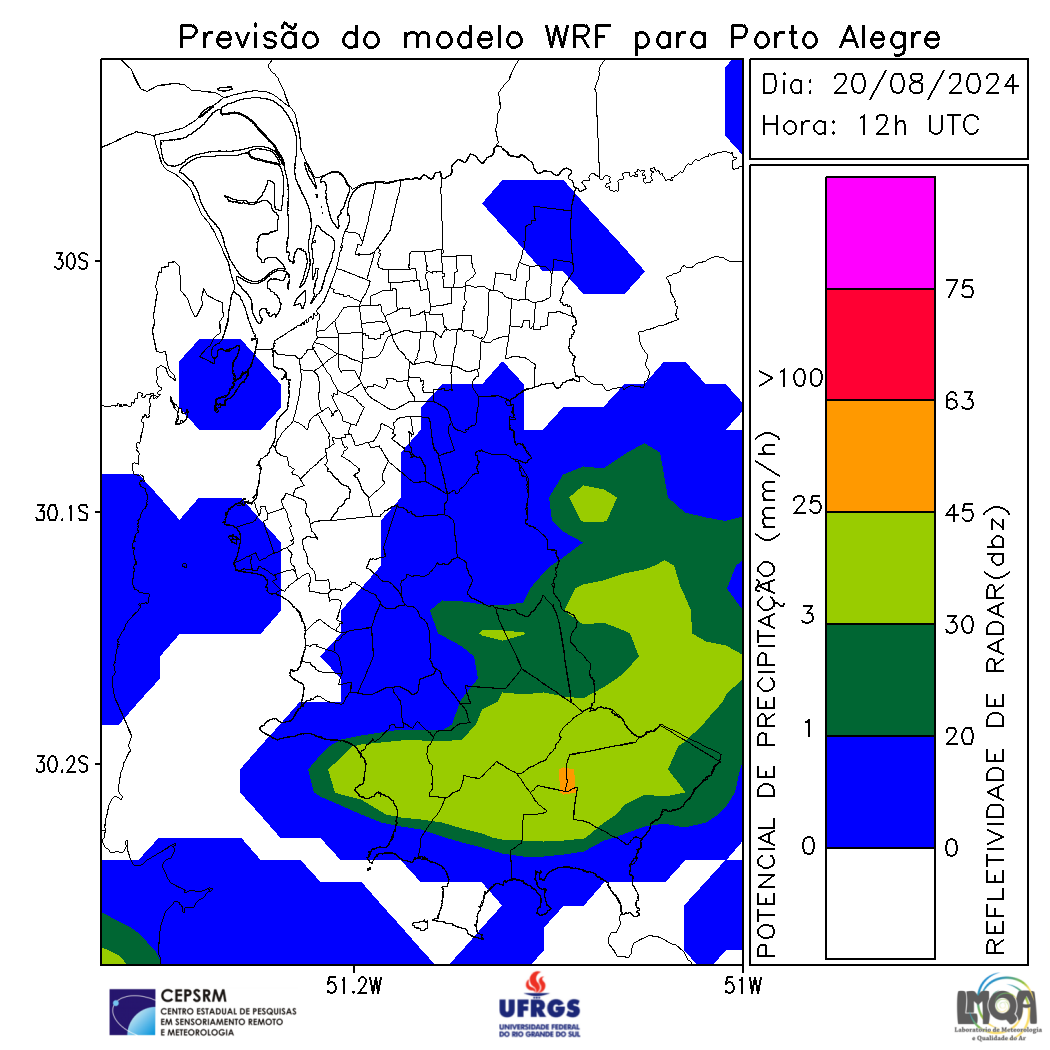 Previsão do modelo WRF para Porto Alegre
Dia: 20/08/2024
Hora: 12h UTC
30S
30.1S
30.2S
51.2W
51W
POTENCIAL DE PRECIPITAÇÃO (mm/h)
>100
25
3
1
0
75
63
45
30
20
0
REFLETIVIDADE DE RADAR(dbz)
CEPSRM
CENTRO ESTADUAL DE PESQUISAS
EM SENSORIAMENTO REMOTO
E METEOROLOGIA
UFRGS
UNIVERSIDADE FEDERAL
DO RIO GRANDE DO SUL
LMQA
Laboratório de Meteorologia
e Qualidade do Ar